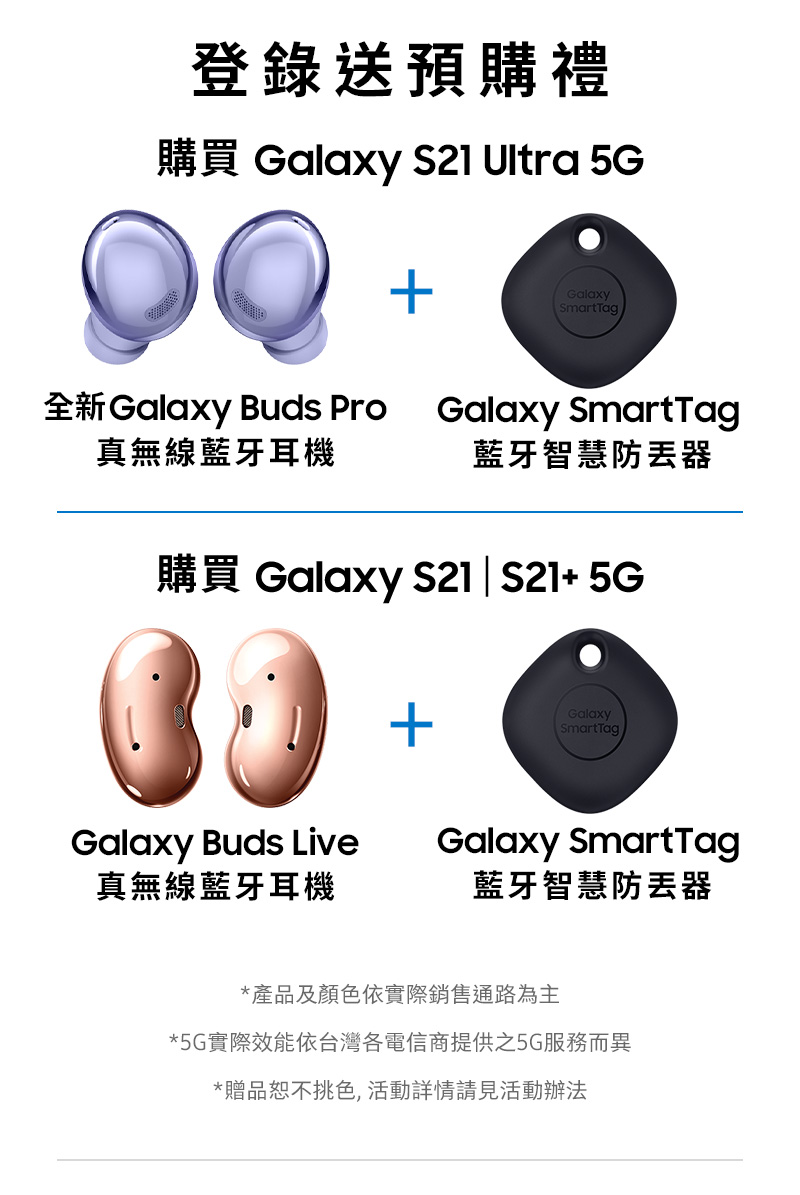 登錄送預購禮
購買 Galaxy S21 Ultra 5G
Galaxy
SmartTag
全新Galaxy Buds Pro
真無線藍牙耳機
Galaxy SmartTag
藍牙智慧防丟器
購買 Galaxy S21 | S21+ 5G
Galaxy
SmartTag
Galaxy Buds Live
真無線藍牙耳機
Galaxy SmartTag
藍牙智慧防丟器
*產品及顏色依實際銷售通路為主
*5G實際效能依台灣各電信商提供之5G服務而異
*贈品恕不挑色, 活動詳情請見活動辦法